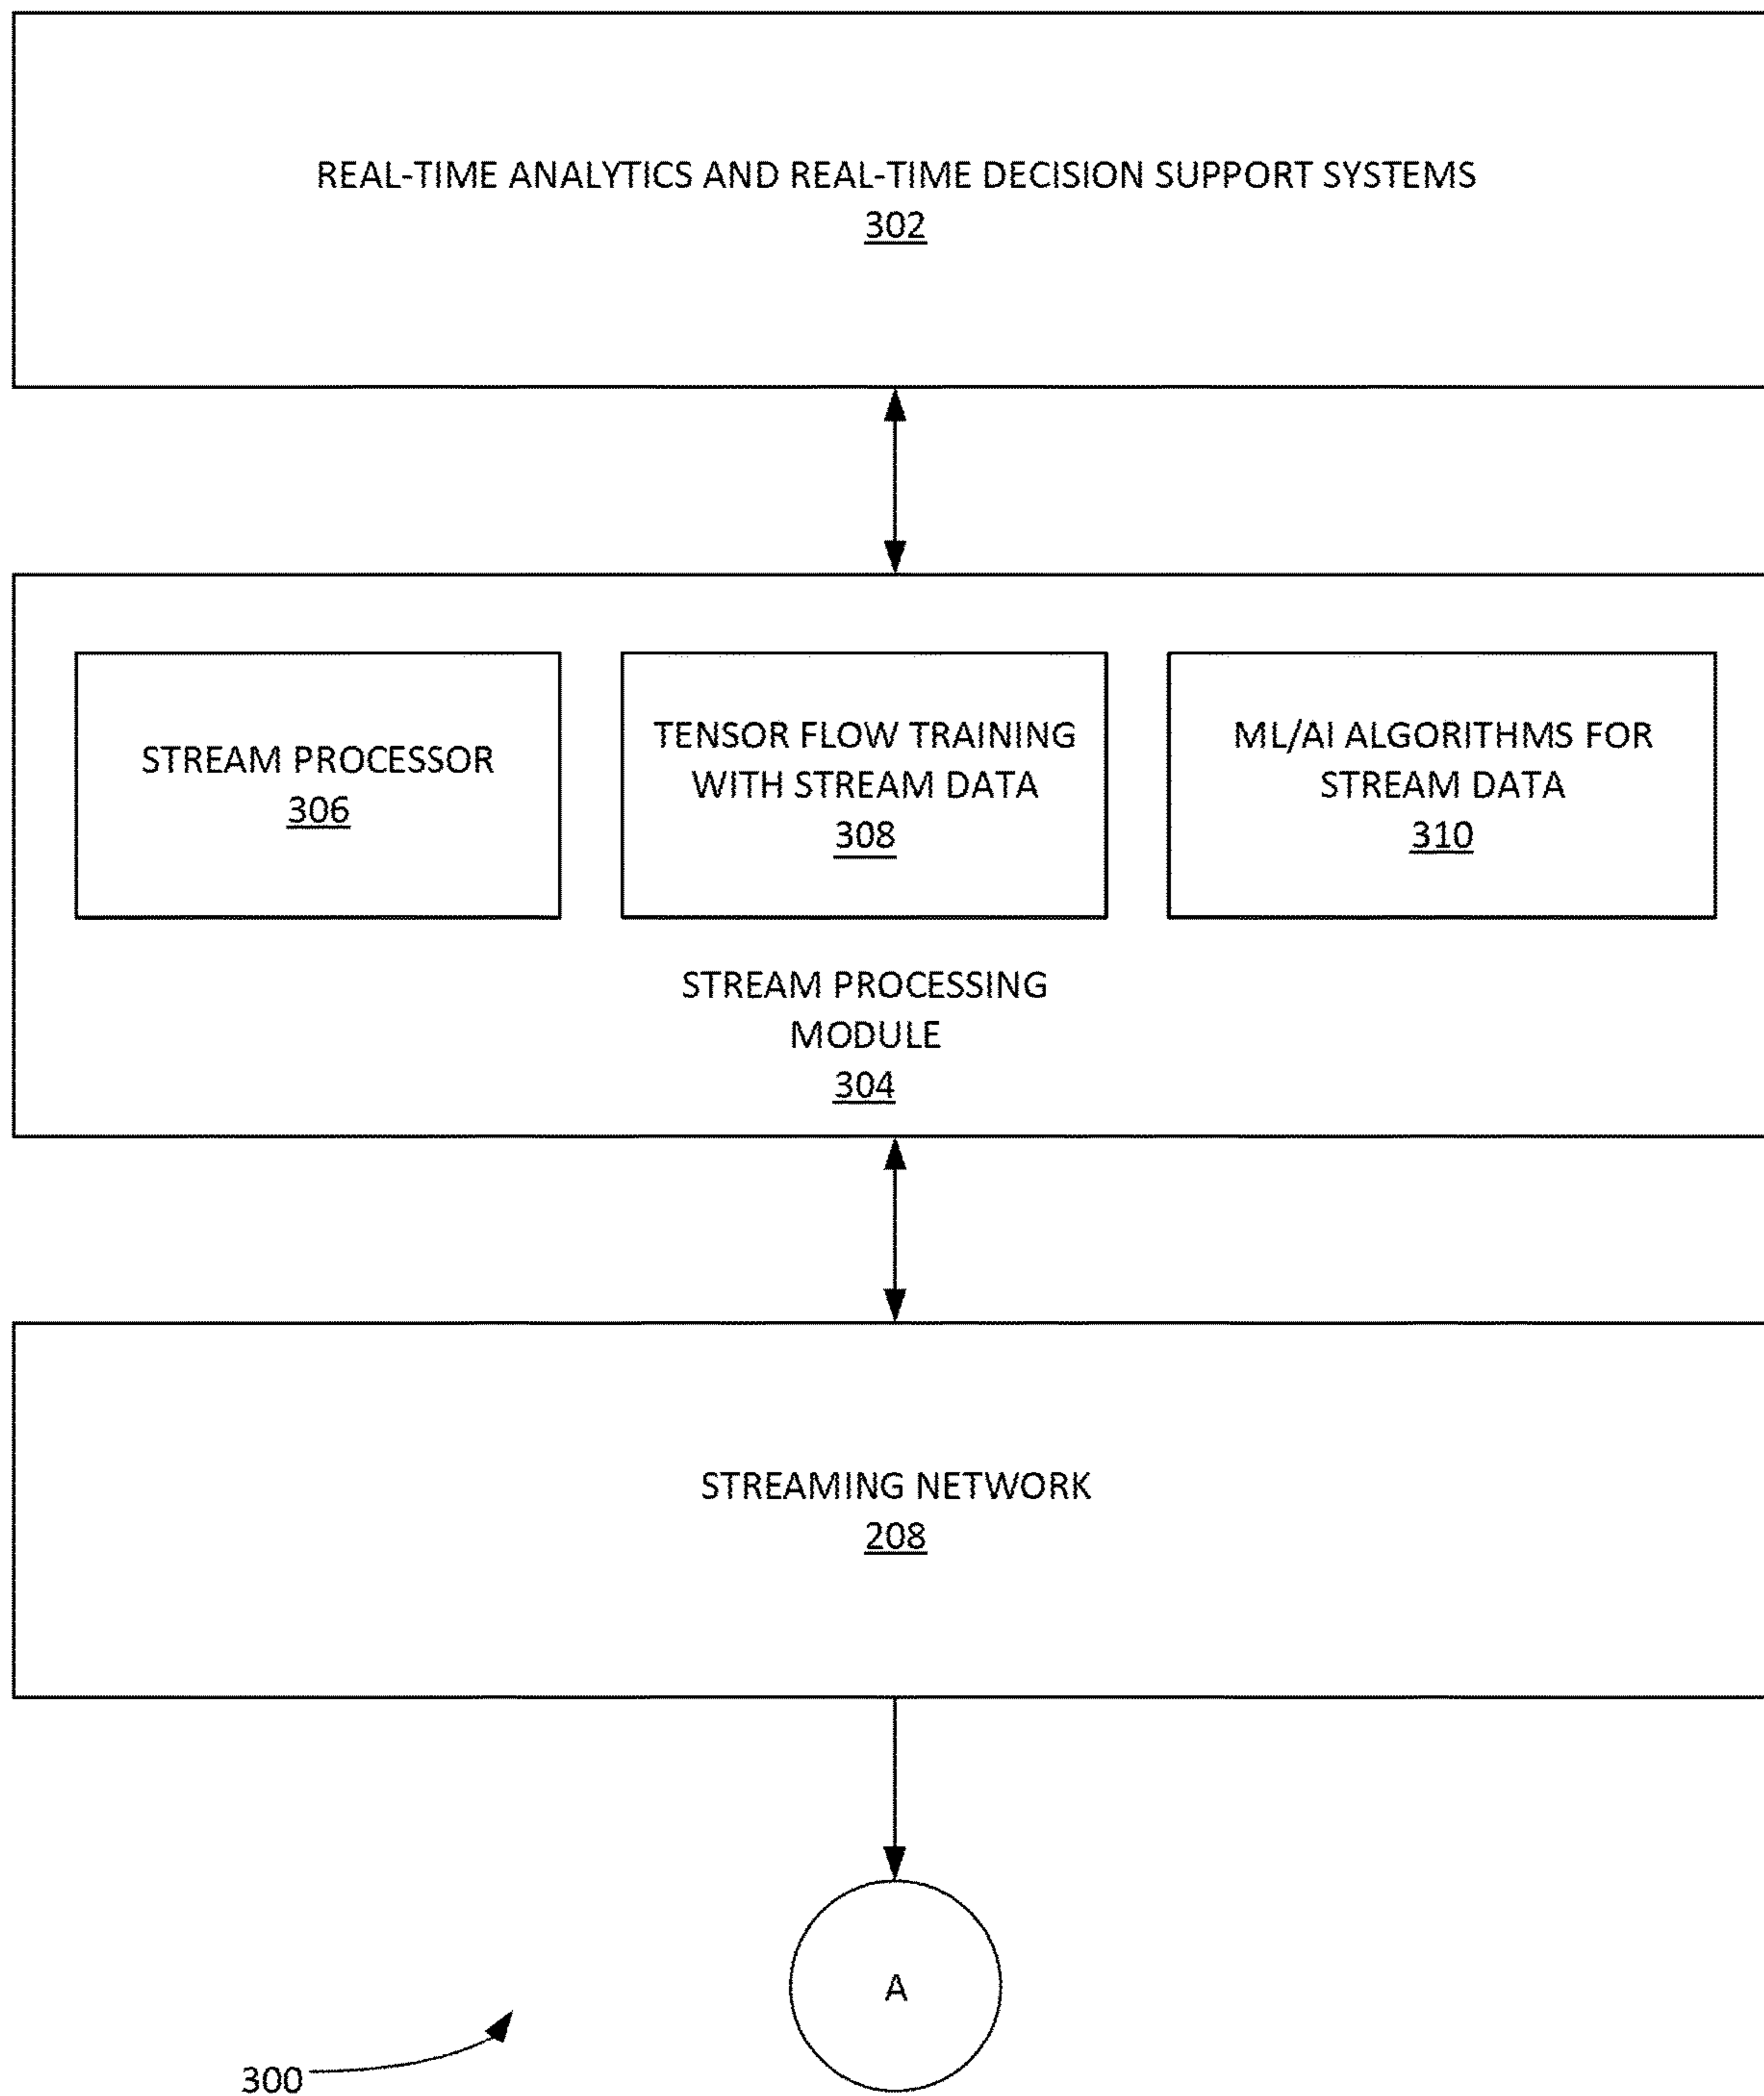 REAL-TIME ANALYTICS AND REAL-TIME DECISION SUPPORT SYSTEMS
302
STREAM PROCESSOR
306
TENSOR FLOW TRAINING
WITH STREAM DATA
308
ML/AI ALGORITHMS FOR
STREAM DATA
310
STREAM PROCESSING
MODULE
304
STREAMING NETWORK
208
A
300